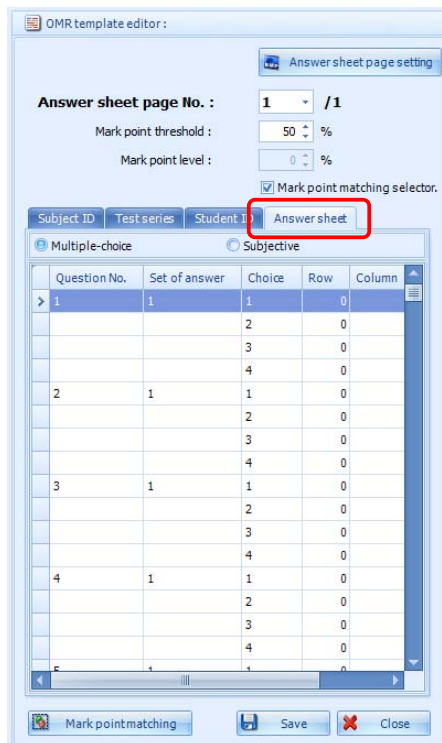 OMR template editor :
Answer sheet page setting
Answer sheet page No. : 1 /1
Mark point threshold : 50 %
Mark point level : 0 %
Mark point matching selector.
Subject ID Test series Student ID Answer sheet
Multiple-choice Subjective
Question No. Set of answer Choice Row Column
1 1 1 0
2 0
3 0
4 0
2 1 1 0
2 0
3 0
4 0
3 1 1 0
2 0
3 0
4 0
4 1 1 0
2 0
3 0
4 0
5 1 1 0
Mark point matching Save Close